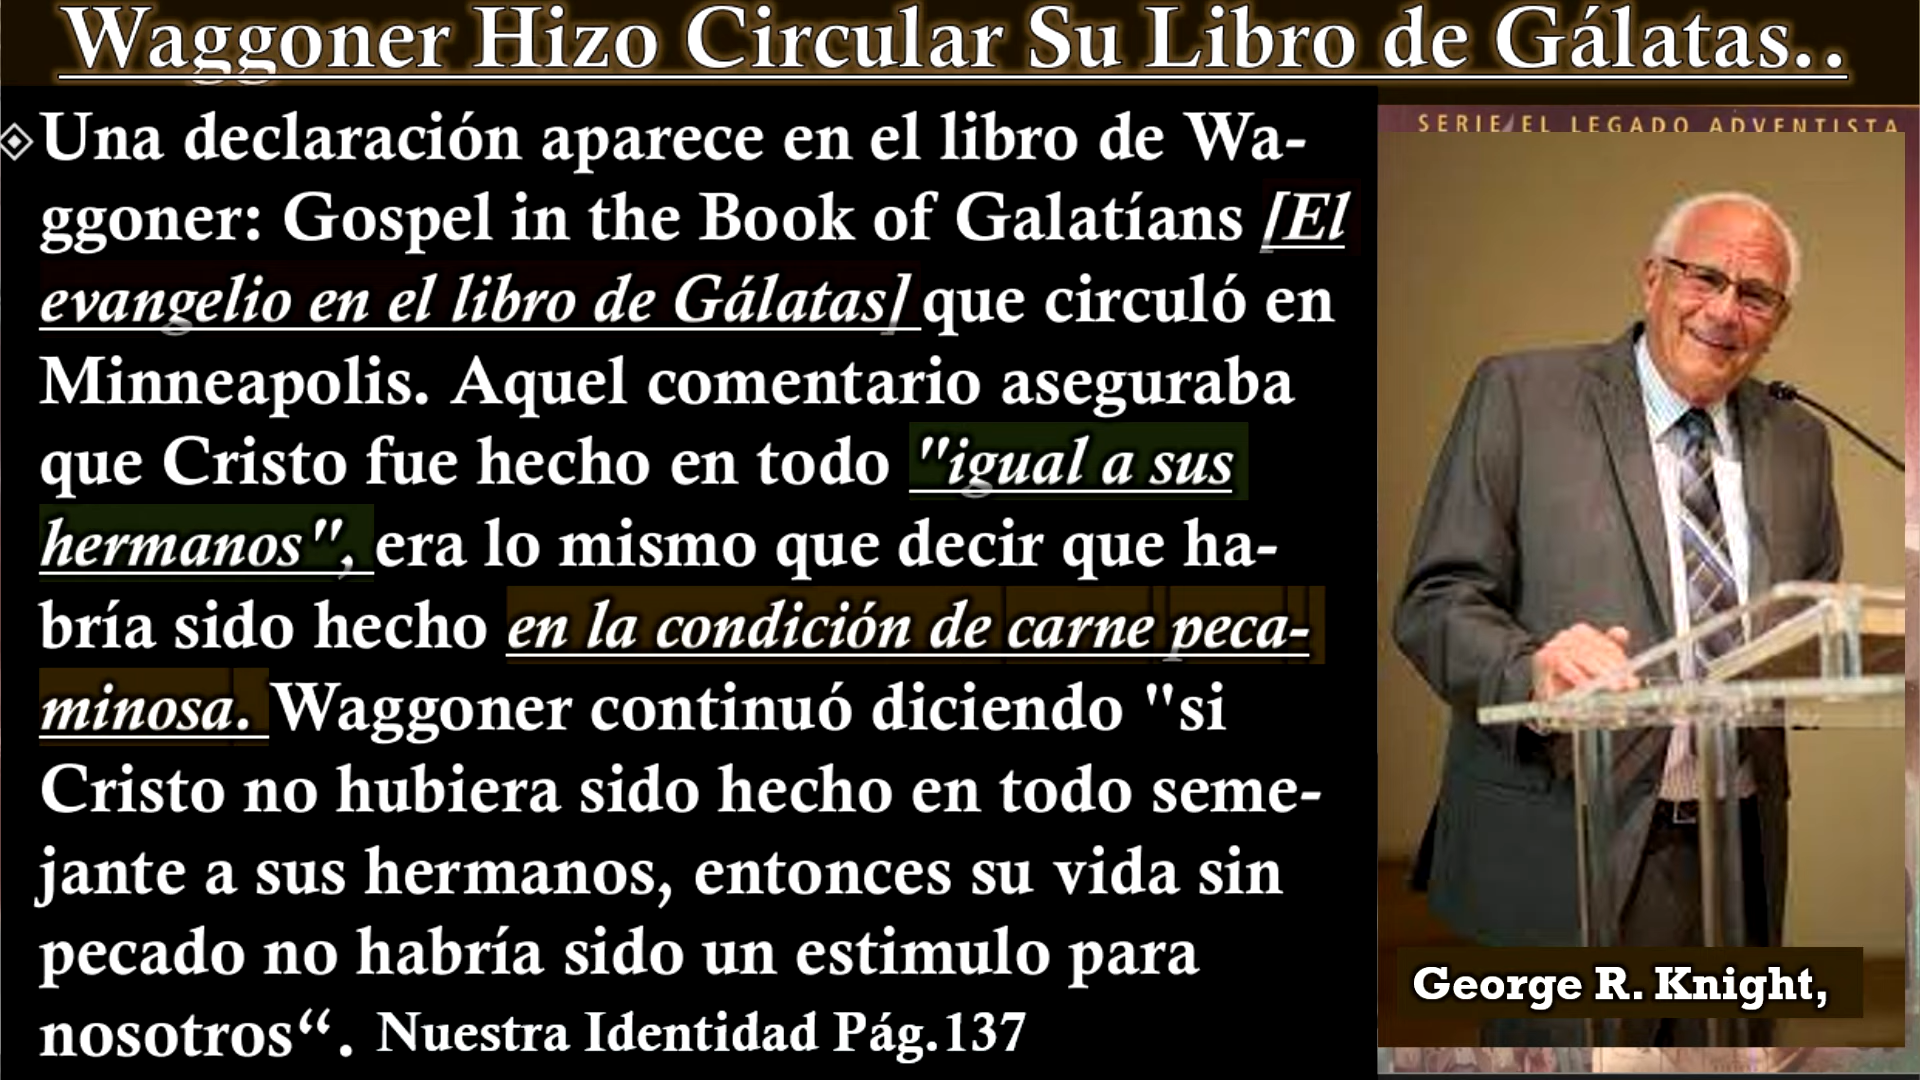 Waggoner Hizo Circular Su Libro de Gálatas..
Una declaración aparece en el libro de Wa-
ggoner: Gospel in the Book of Galatíans [El
evangelio en el libro de Gálatas] que circuló en
Minneapolis. Aquel comentario aseguraba
que Cristo fue hecho en todo "igual a sus
hermanos", era lo mismo que decir que ha-
bría sido hecho en la condición de carne peca-
minosa. Waggoner continuó diciendo "si
Cristo no hubiera sido hecho en todo seme-
jante a sus hermanos, entonces su vida sin
pecado no habría sido un estimulo para
nosotros“. Nuestra Identidad Pág.137
SERIE EL LEGADO ADVENTISTA
George R. Knight,